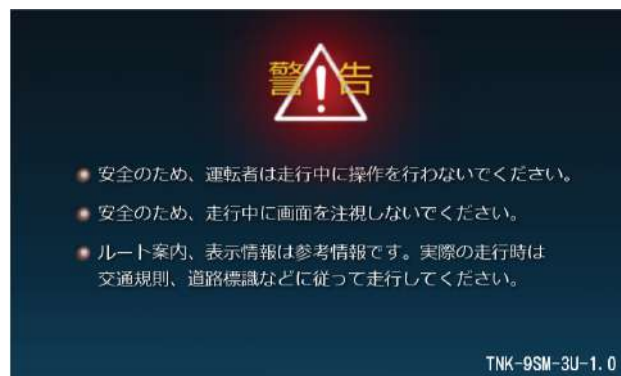 警告
安全のため、運転者は走行中に操作を行わないでください。
安全のため、走行中に画面を注視しないでください。
ルート案内、表示情報は参考情報です。実際の走行時は
交通規則、道路標識などに従って走行してください。
TNK-9SM-3U-1.0